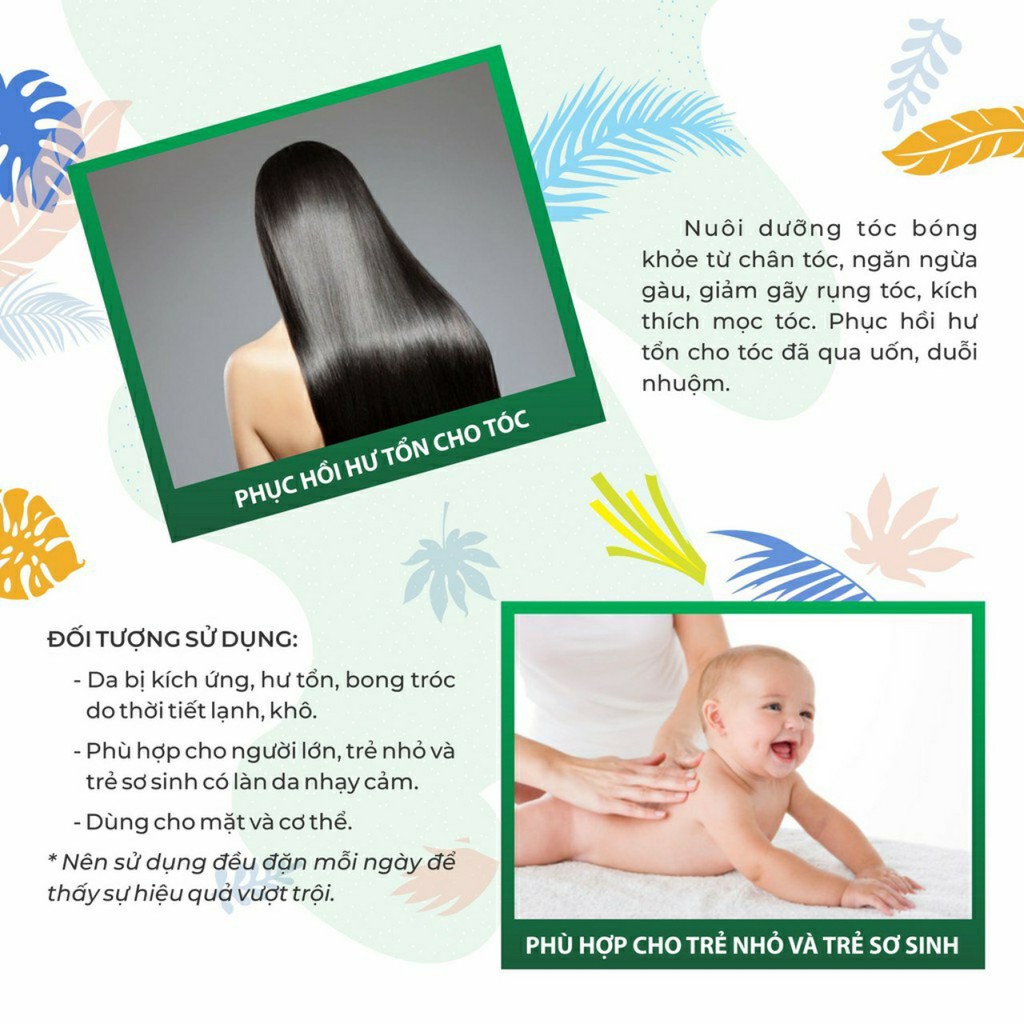 Nuôi dưỡng tóc bóng
khỏe từ chân tóc, ngăn ngừa
gàu, giảm gãy rụng tóc, kích
thích mọc tóc. Phục hồi hư
tổn cho tóc đã qua uốn, duỗi
nhuộm.
PHỤC HỒI HƯ TỔN CHO TÓC
ĐỐI TƯỢNG SỬ DỤNG:
- Da bị kích ứng, hư tổn, bong tróc
do thời tiết lạnh, khô.
- Phù hợp cho người lớn, trẻ nhỏ và
trẻ sơ sinh có làn da nhạy cảm.
- Dùng cho mặt và cơ thể.
* Nên sử dụng đều đặn mỗi ngày để
thấy sự hiệu quả vượt trội.
PHÙ HỢP CHO TRẺ NHỎ VÀ TRẺ SƠ SINH